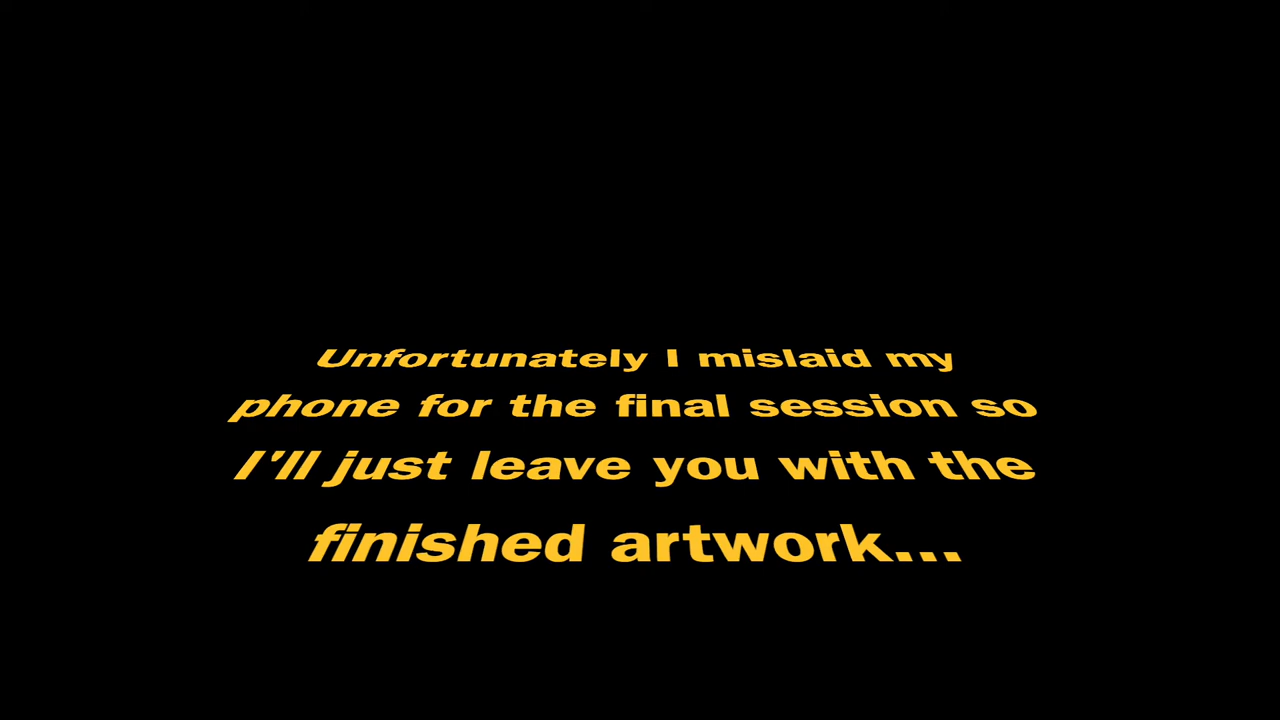 Unfortunately I mislaid my
phone for the final session so
I'll just leave you with the
finished artwork...